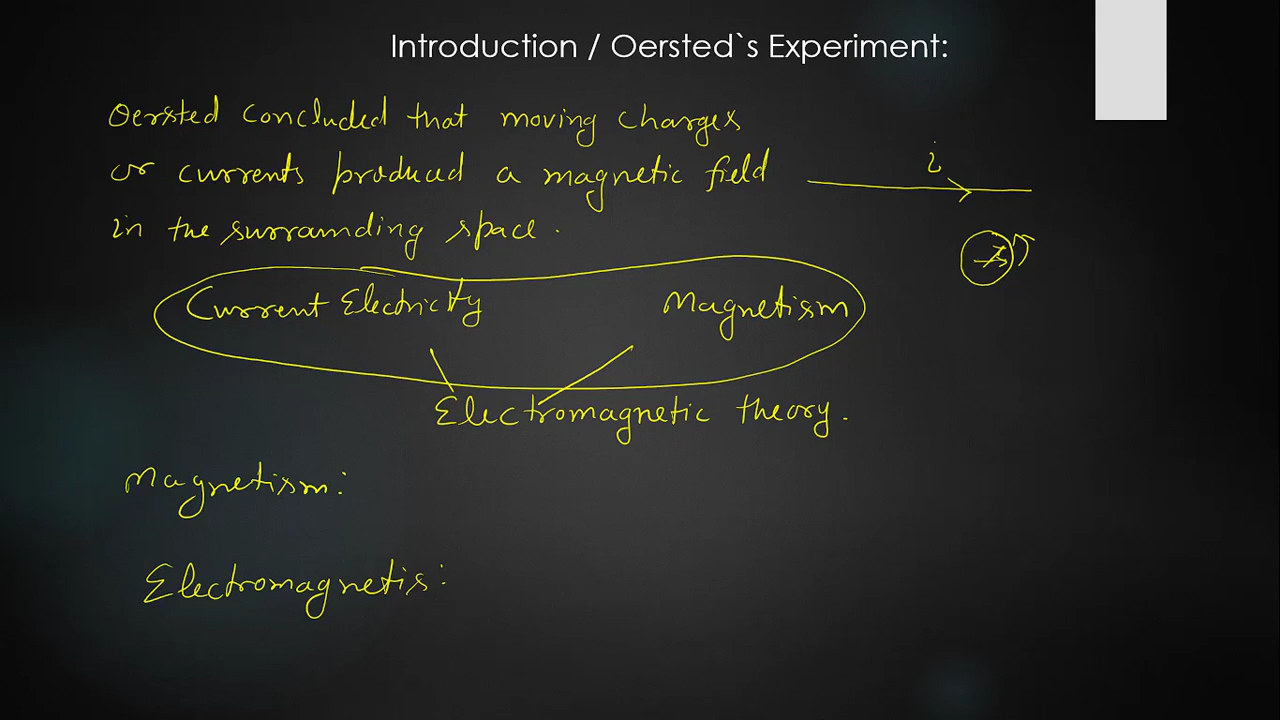 Introduction / Oersted`s Experiment:
Oersted concluded that moving charges
or currents produced a magnetic field
in the surrounding space.
i
Current Electricity Magnetism
Electromagnetic theory.
Magnetism:
Electromagnetis: